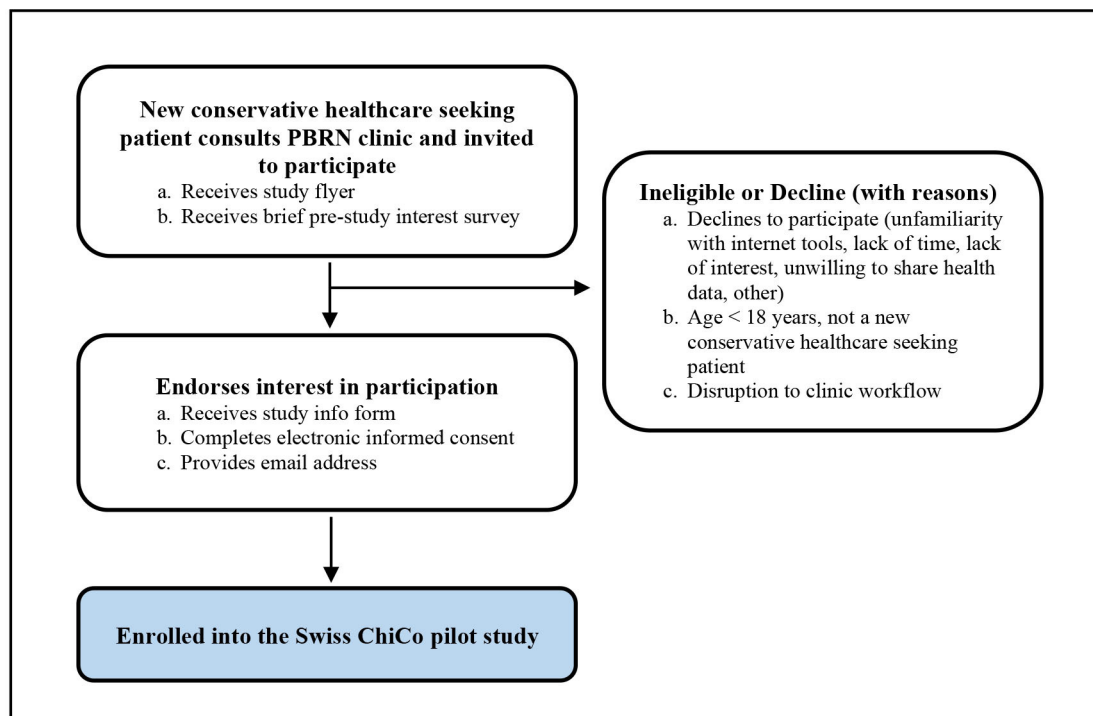 New conservative healthcare seeking
patient consults PBRN clinic and invited
to participate
a. Receives study flyer
b. Receives brief pre-study interest survey
Ineligible or Decline (with reasons)
a. Declines to participate (unfamiliarity
with internet tools, lack of time, lack
of interest, unwilling to share health
data, other)
b. Age < 18 years, not a new
conservative healthcare seeking
patient
c. Disruption to clinic workflow
Endorses interest in participation
a. Receives study info form
b. Completes electronic informed consent
c. Provides email address
Enrolled into the Swiss ChiCo pilot study